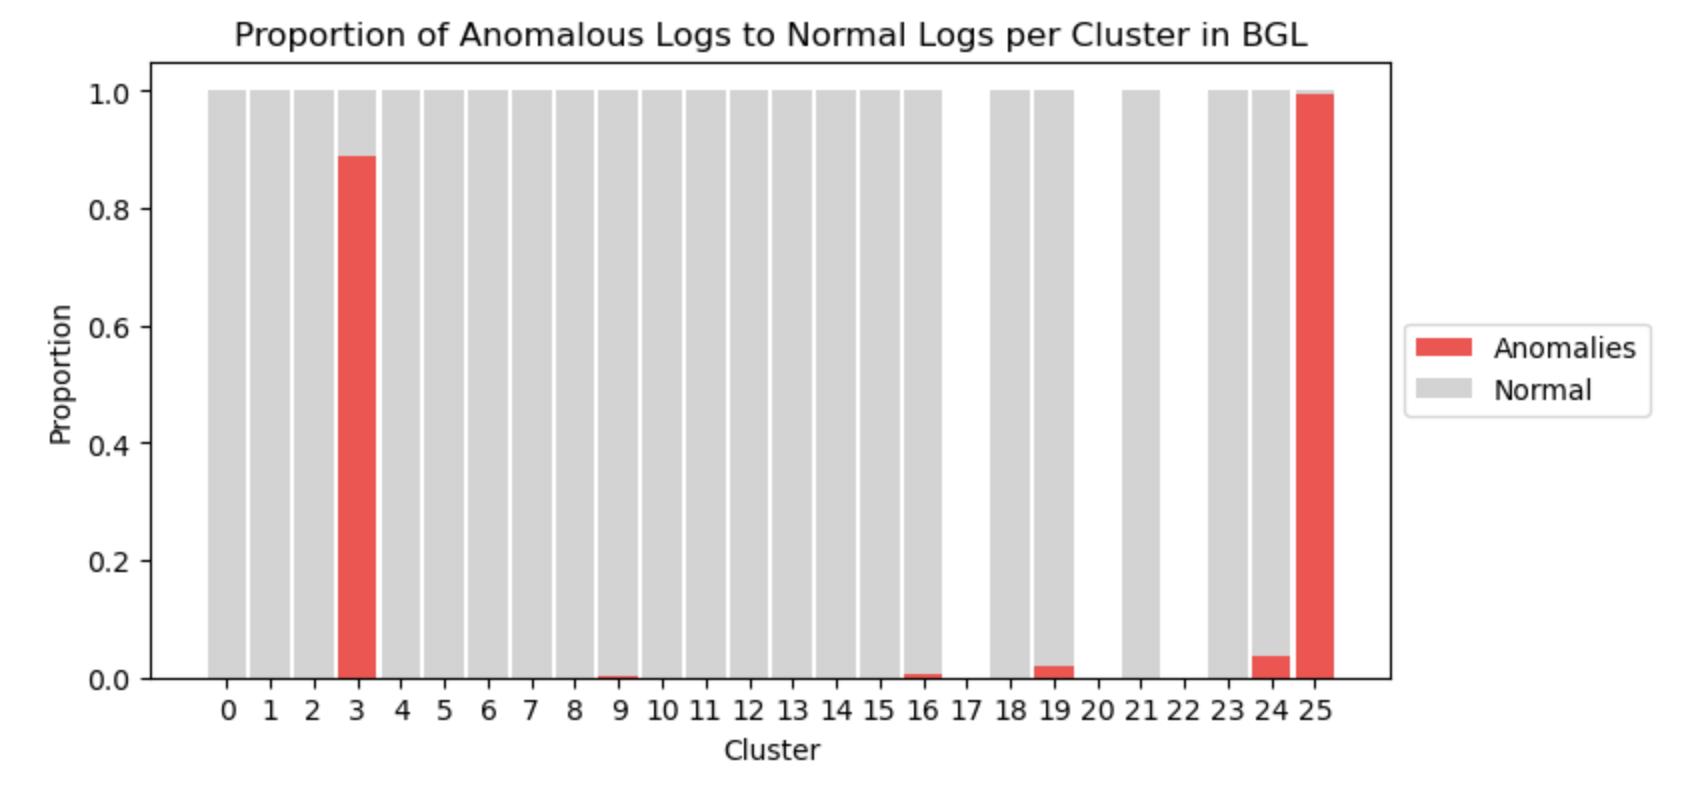 Proportion of Anomalous Logs to Normal Logs per Cluster in BGL
1.0
0.8
0.6
0.4
0.2
0.0
Proportion
0 1 2 3 4 5 6 7 8 9 10 11 12 13 14 15 16 17 18 19 20 21 22 23 24 25
Cluster
Anomalies
Normal